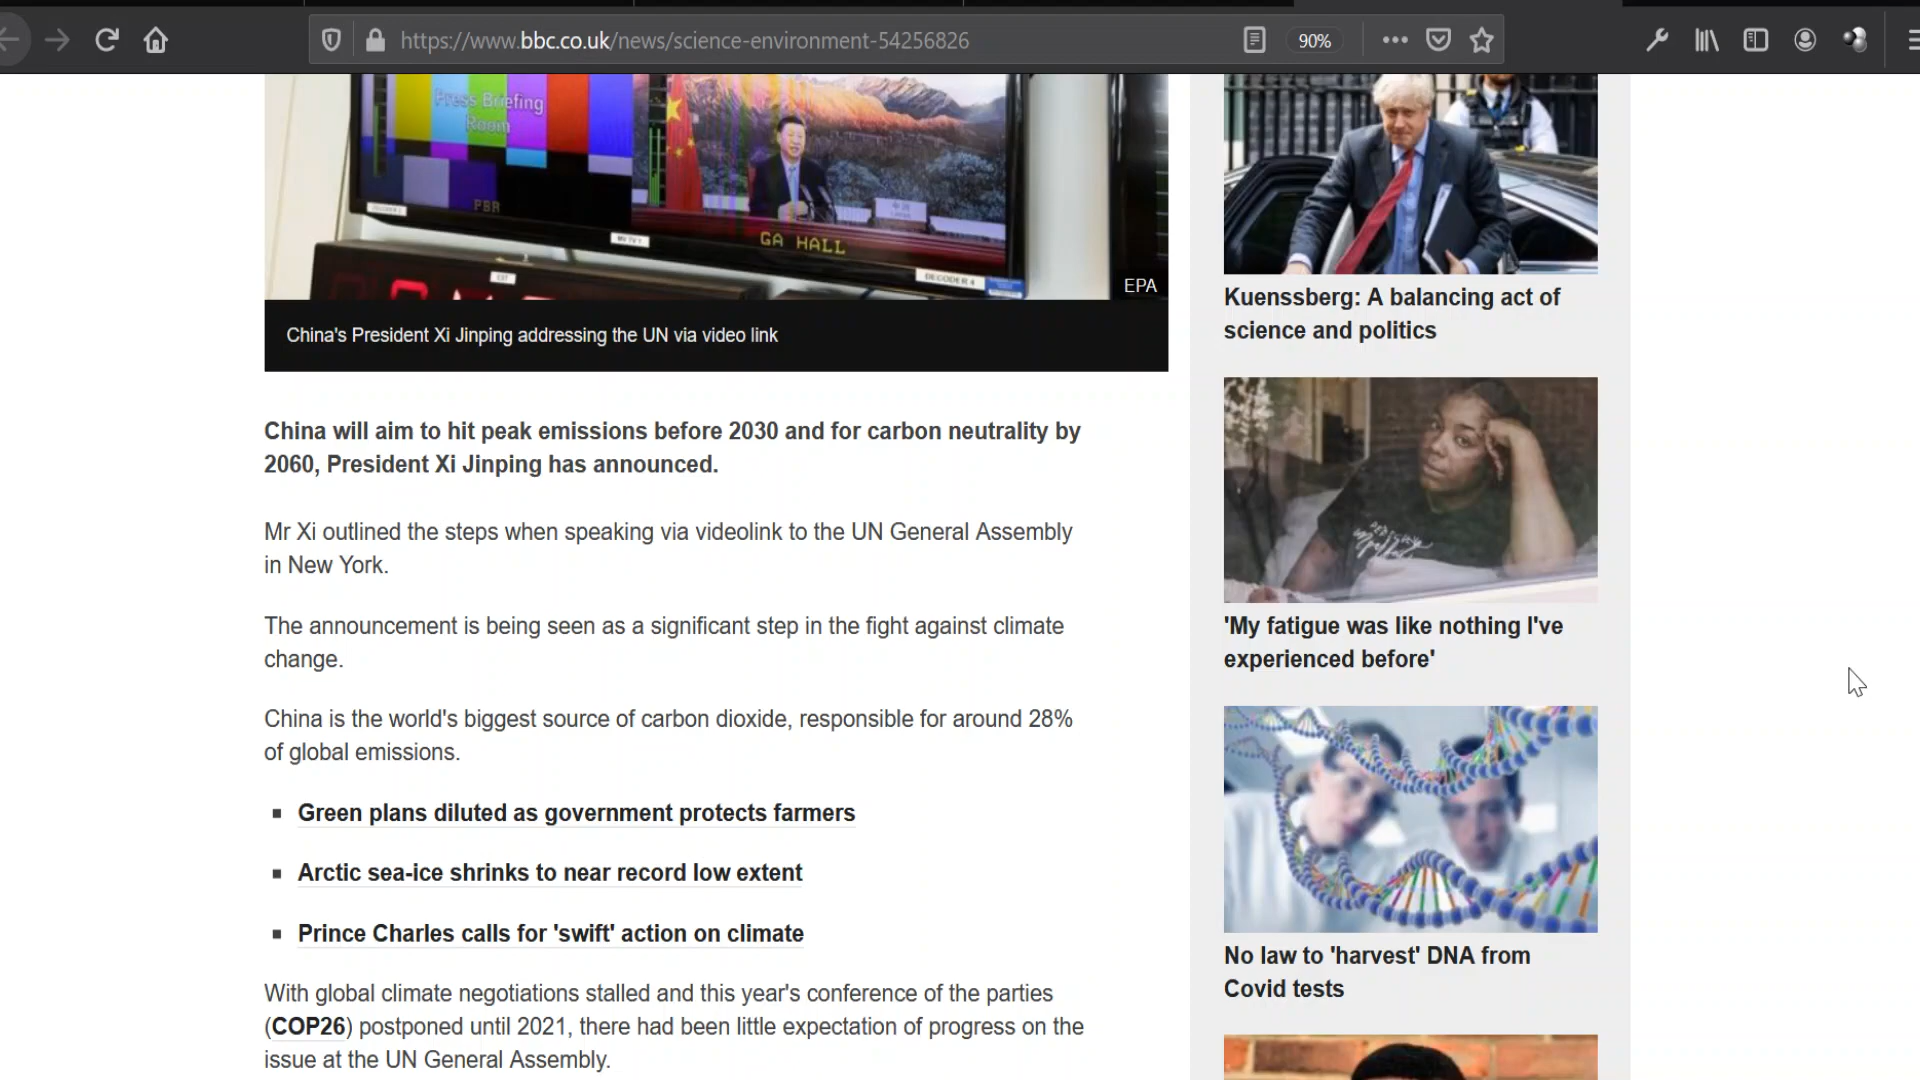 https://www.bbc.co.uk/news/science-environment-54256826
90%
Press Briefing
Room
PBR
GA HALL
DECODER 4
EPA
China's President Xi Jinping addressing the UN via video link
China will aim to hit peak emissions before 2030 and for carbon neutrality by
2060, President Xi Jinping has announced.
Mr Xi outlined the steps when speaking via videolink to the UN General Assembly
in New York.
The announcement is being seen as a significant step in the fight against climate
change.
China is the world's biggest source of carbon dioxide, responsible for around 28%
of global emissions.
Green plans diluted as government protects farmers
Arctic sea-ice shrinks to near record low extent
Prince Charles calls for 'swift' action on climate
With global climate negotiations stalled and this year's conference of the parties
(COP26) postponed until 2021, there had been little expectation of progress on the
issue at the UN General Assembly.
Kuenssberg: A balancing act of
science and politics
'My fatigue was like nothing I've
experienced before'
No law to 'harvest' DNA from
Covid tests